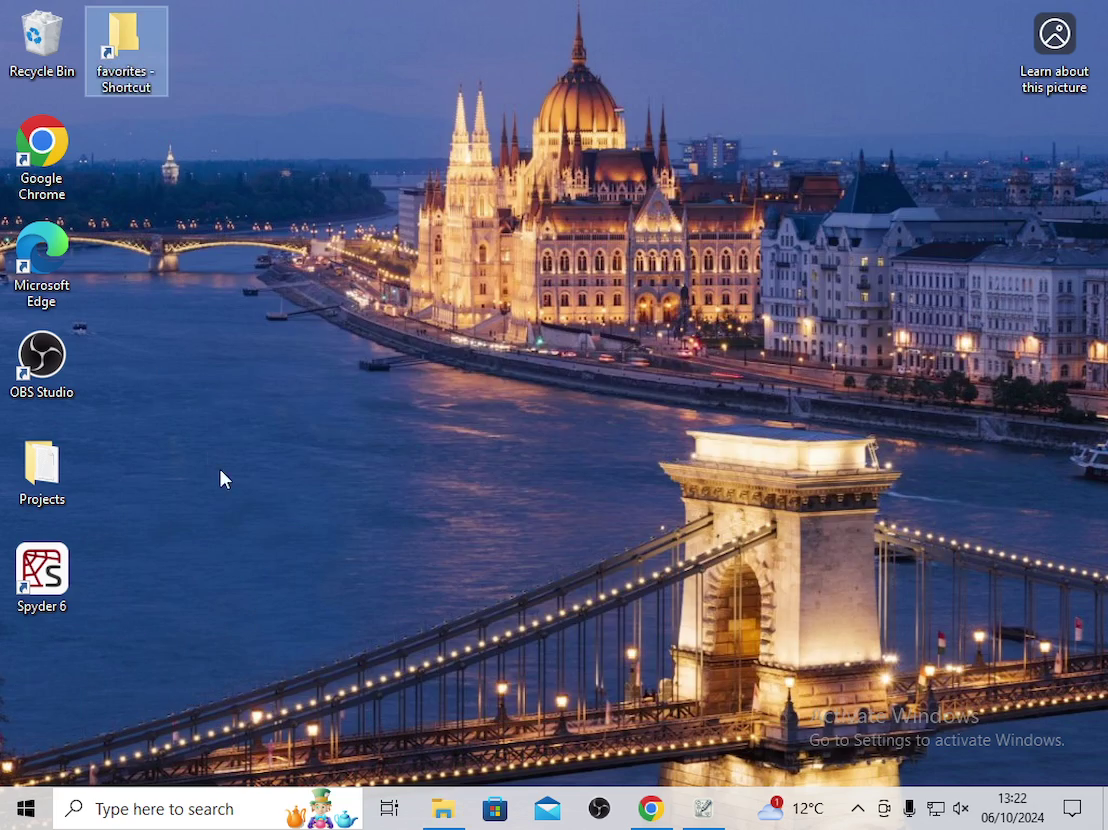 Recycle Bin
favorites -
Shortcut
Learn about
this picture
Google
Chrome
Microsoft
Edge
OBS Studio
Projects
Spyder 6
Activate Windows
Go to Settings to activate Windows.
Type here to search
1
12°C
13:22
06/10/2024